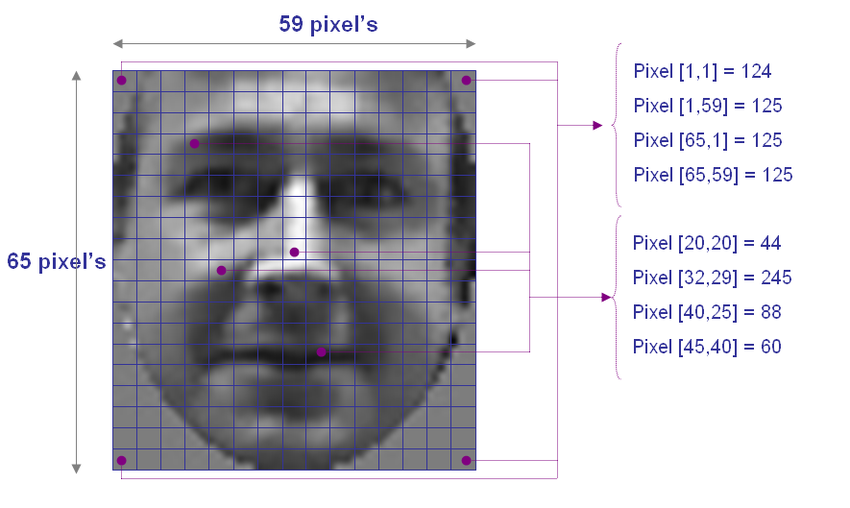 59 pixel’s
65 pixel’s
Pixel [1,1] = 124
Pixel [1,59] = 125
Pixel [65,1] = 125
Pixel [65,59] = 125
Pixel [20,20] = 44
Pixel [32,29] = 245
Pixel [40,25] = 88
Pixel [45,40] = 60